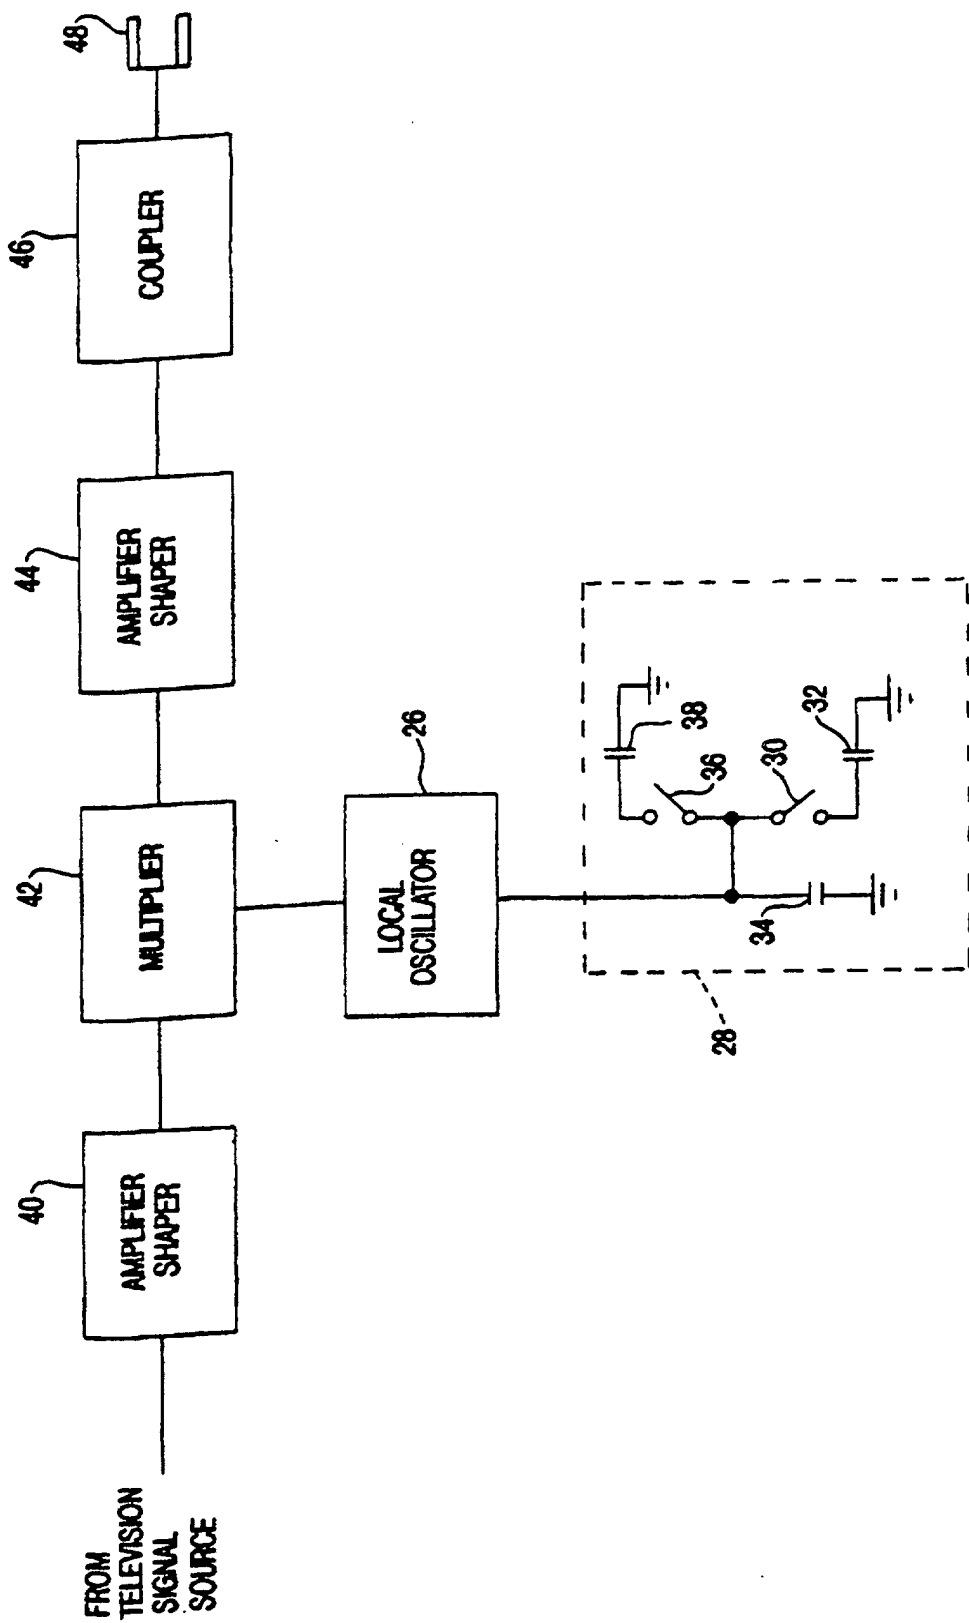 FROM
TELEVISION
SIGNAL
SOURCE
40
AMPLIFIER
SHAPER
42
MULTIPLIER
44
AMPLIFIER
SHAPER
46
COUPLER
48
26
LOCAL
OSCILLATOR
28
34
36
38
30
32